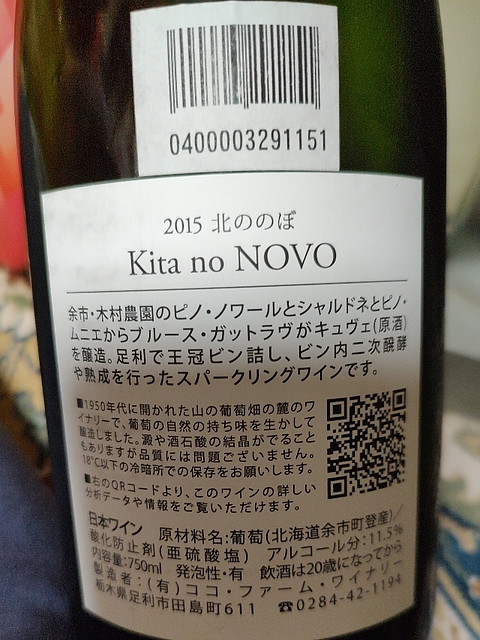 0400003291151
2015 北ののぼ
Kita no NOVO
余市・木村農園のピノ・ノワールとシャルドネとピノ・
ムニエからブルース・ガットラヴがキュヴェ(原酒)
を醸造。足利で王冠ビン詰し、ビン内二次醗酵
や熟成を行ったスパークリングワインです。
■1950年代に開かれた山の葡萄畑の麓のワ
イナリーで、葡萄の自然の持ち味を生かして
醸造しました。澱や酒石酸の結晶がでること
もありますが品質には問題ございません。
18℃以下の冷暗所での保存をお願いします。
■右のQRコードより、このワインの詳しい
分析データや情報をご覧いただけます。
日本ワイン 原材料名:葡萄(北海道余市町登産)/
酸化防止剤(亜硫酸塩) アルコール分:11.5%
内容量:750ml 発泡性・有 飲酒は20歳になってから
製造者:(有)ココ・ファーム・ワイナリー
栃木県足利市田島町611 ☎0284-42-1194